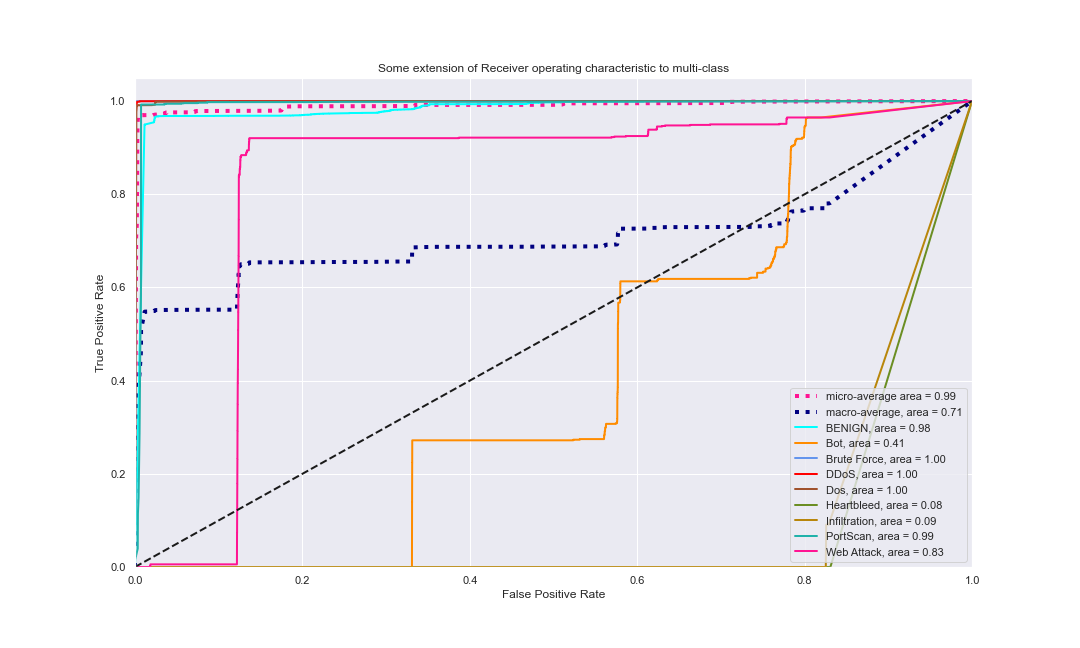 Some extension of Receiver operating characteristic to multi-class
True Positive Rate
1.0
0.8
0.6
0.4
0.2
0.0
0.0 0.2 0.4 0.6 0.8 1.0
False Positive Rate
micro-average area = 0.99
macro-average, area = 0.71
BENIGN, area = 0.98
Bot, area = 0.41
Brute Force, area = 1.00
DDoS, area = 1.00
Dos, area = 1.00
Heartbleed, area = 0.08
Infiltration, area = 0.09
PortScan, area = 0.99
Web Attack, area = 0.83